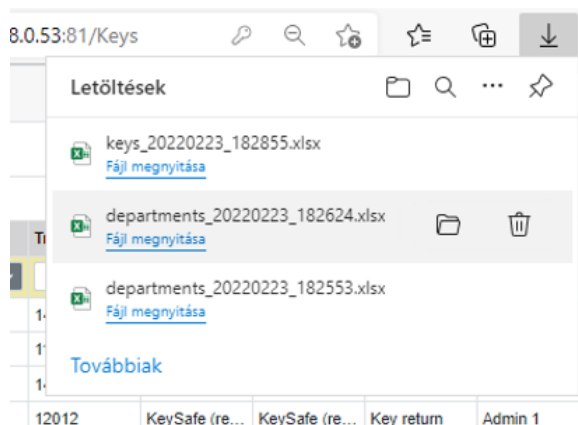 8.0.53:81/Keys
Letöltések
keys_20220223_182855.xlsx
Fájl megnyitása
departments_20220223_182624.xlsx
Fájl megnyitása
departments_20220223_182553.xlsx
Fájl megnyitása
Továbbiak
12012 KeySafe (re... KeySafe (re... Key return Admin 1